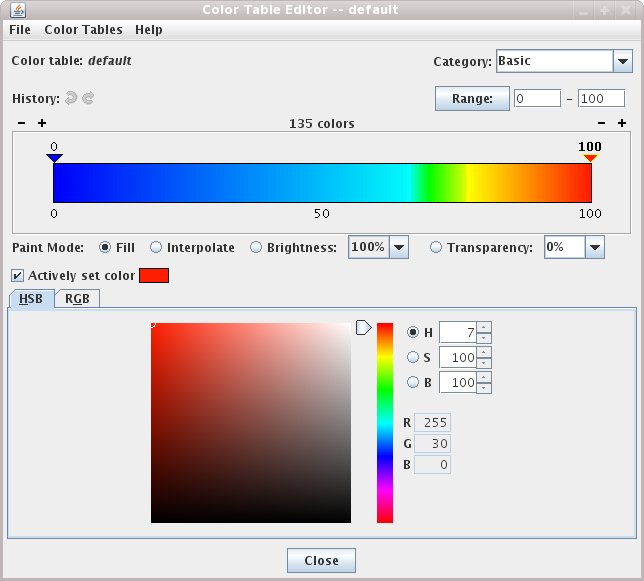 Color Table Editor -- default
File Color Tables Help
Color table: default Category: Basic
History: Range: 0 - 100
- + 135 colors - +
0 100
0 50 100
Paint Mode: Fill Interpolate Brightness: 100% Transparency: 0%
Actively set color
HSB RGB
H 7
S 100
B 100
R 255
G 30
B 0
Close